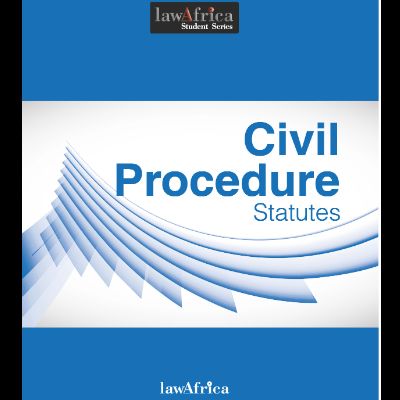 lawAfrica
Student Series
Civil
Procedure
Statutes
lawAfrica